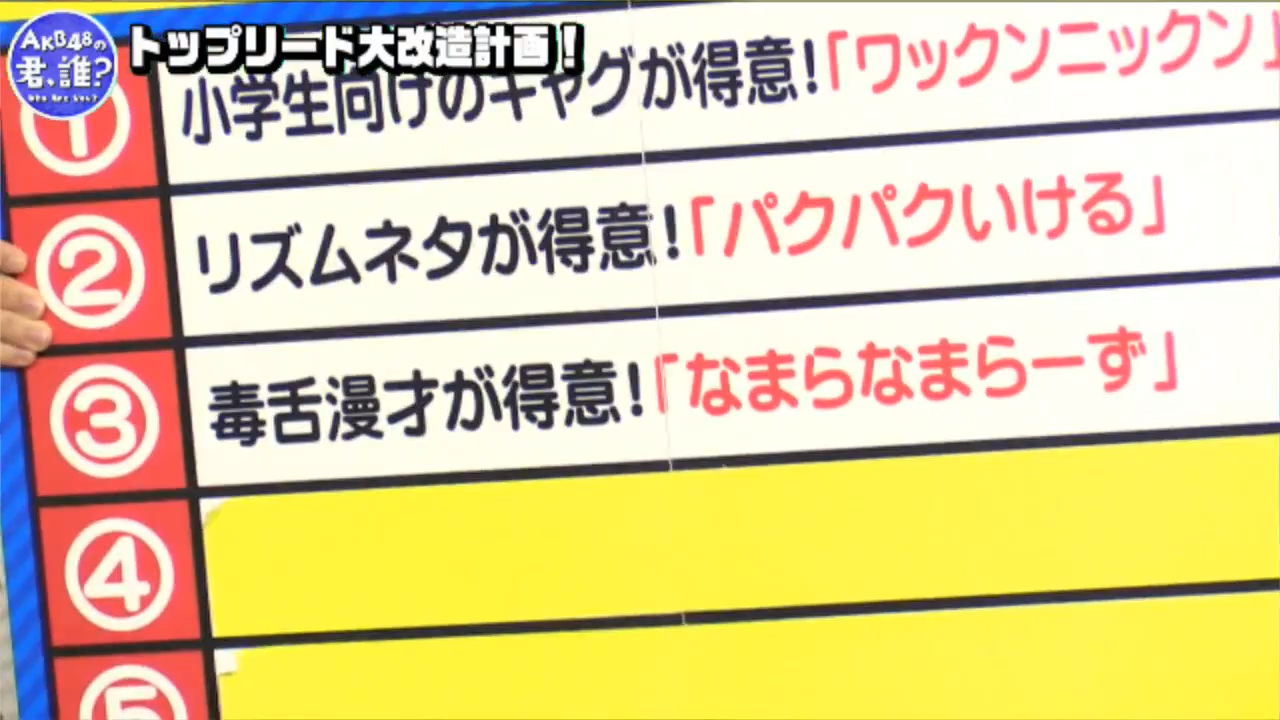 AKB48の
君、誰?
Who Are You?
トップリード大改造計画!
① 小学生向けのギャグが得意!「ワックンニックン」
② リズムネタが得意!「パクパクいける」
③ 毒舌漫才が得意!「なまらなまらーず」
④
⑤